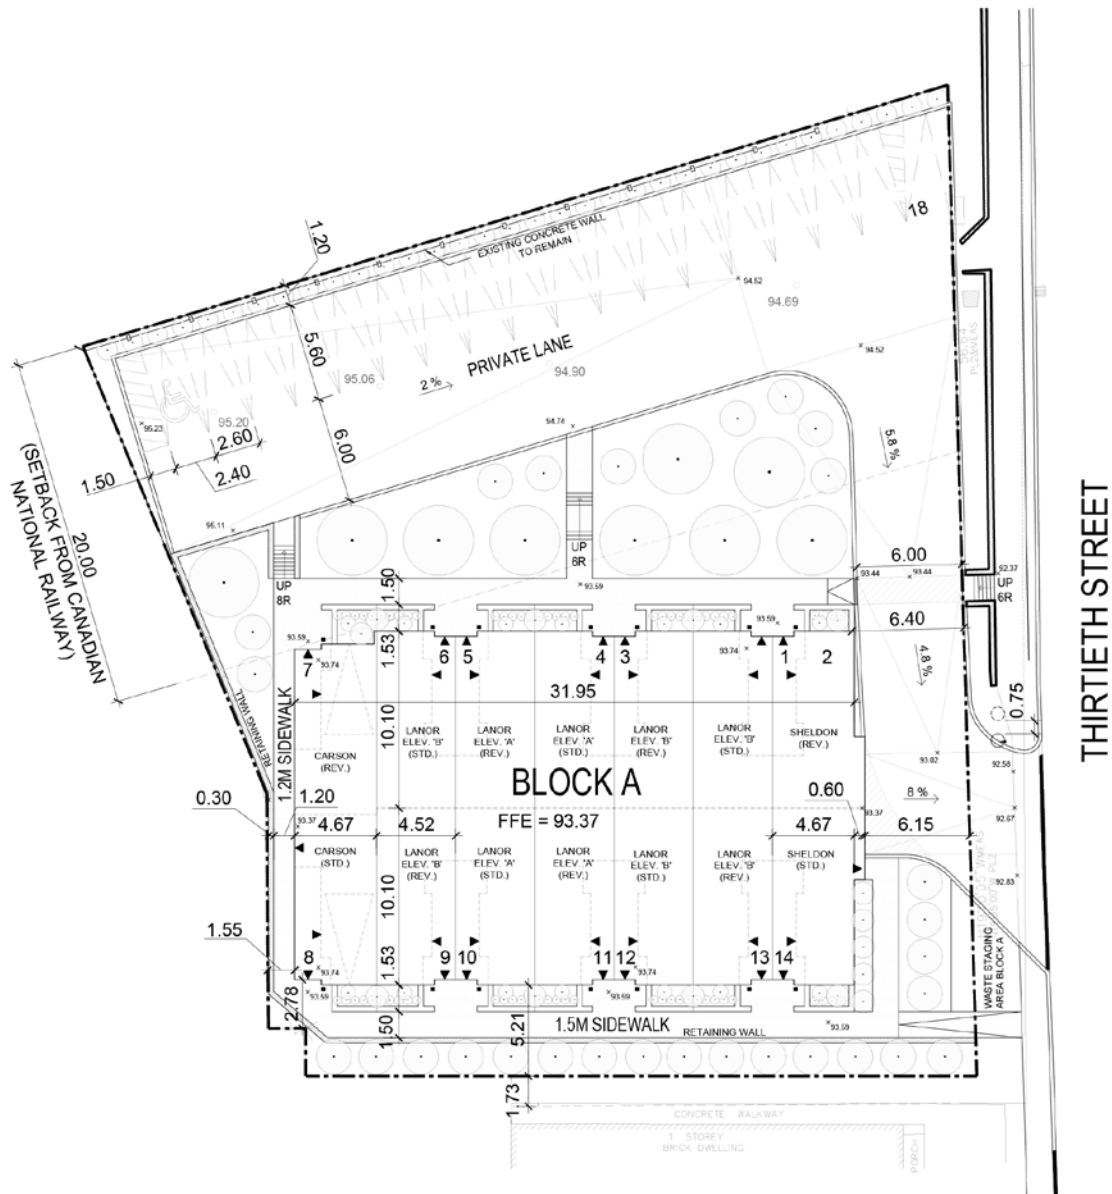 18
1.20
EXISTING CONCRETE WALL
TO REMAIN
94.52
94.69
5.60
PRIVATE LANE
94.52
95.06
2 %
94.90
95.23
95.20
94.74
2.60
2.40
6.00
1.50
5.8 %
20.00
(SETBACK FROM CANADIAN
NATIONAL RAILWAY)
95.11
THIRTIETH STREET
UP
8R
UP
6R
1.50
93.59
6.00
93.44
93.44
92.37
UP
6R
93.59
93.74
7
1.53
6
5
4
3
93.59
93.74
1
2
6.40
4.8 %
0.75
31.95
RETAINING WALL
1.2M SIDEWALK
10.10
CARSON
(REV.)
LANOR
ELEV. 'B'
(STD.)
LANOR
ELEV. 'A'
(REV.)
LANOR
ELEV. 'A'
(STD.)
LANOR
ELEV. 'B'
(REV.)
LANOR
ELEV. 'B'
(STD.)
SHELDON
(REV.)
93.02
92.58
BLOCK A
0.30
1.20
0.60
8 %
93.37
4.67
4.52
FFE = 93.37
4.67
93.37
6.15
92.67
CARSON
(STD.)
LANOR
ELEV. 'B'
(REV.)
LANOR
ELEV. 'A'
(STD.)
LANOR
ELEV. 'A'
(REV.)
LANOR
ELEV. 'B'
(STD.)
LANOR
ELEV. 'B'
(REV.)
SHELDON
(STD.)
92.83
10.10
1.55
8
93.74
93.59
1.53
9
10
11
12
93.74
93.59
13
14
WASTE STAGING
AREA BLOCK A
2.78
1.50
5.21
1.5M SIDEWALK
RETAINING WALL
93.59
1.73
CONCRETE WALKWAY
1 STOREY
BRICK DWELLING
PORCH